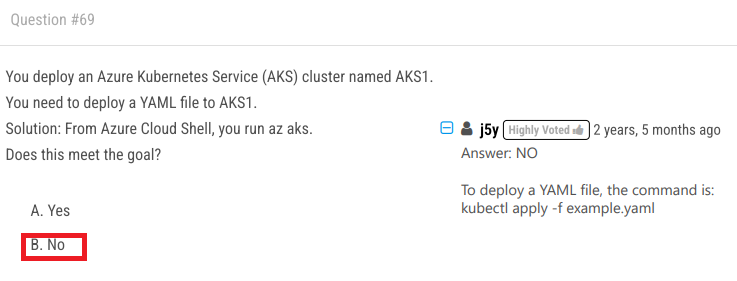 Question #69
You deploy an Azure Kubernetes Service (AKS) cluster named AKS1.
You need to deploy a YAML file to AKS1.
Solution: From Azure Cloud Shell, you run az aks.
Does this meet the goal?
A. Yes
B. No
j5y Highly Voted 2 years, 5 months ago
Answer: NO
To deploy a YAML file, the command is:
kubectl apply -f example.yaml